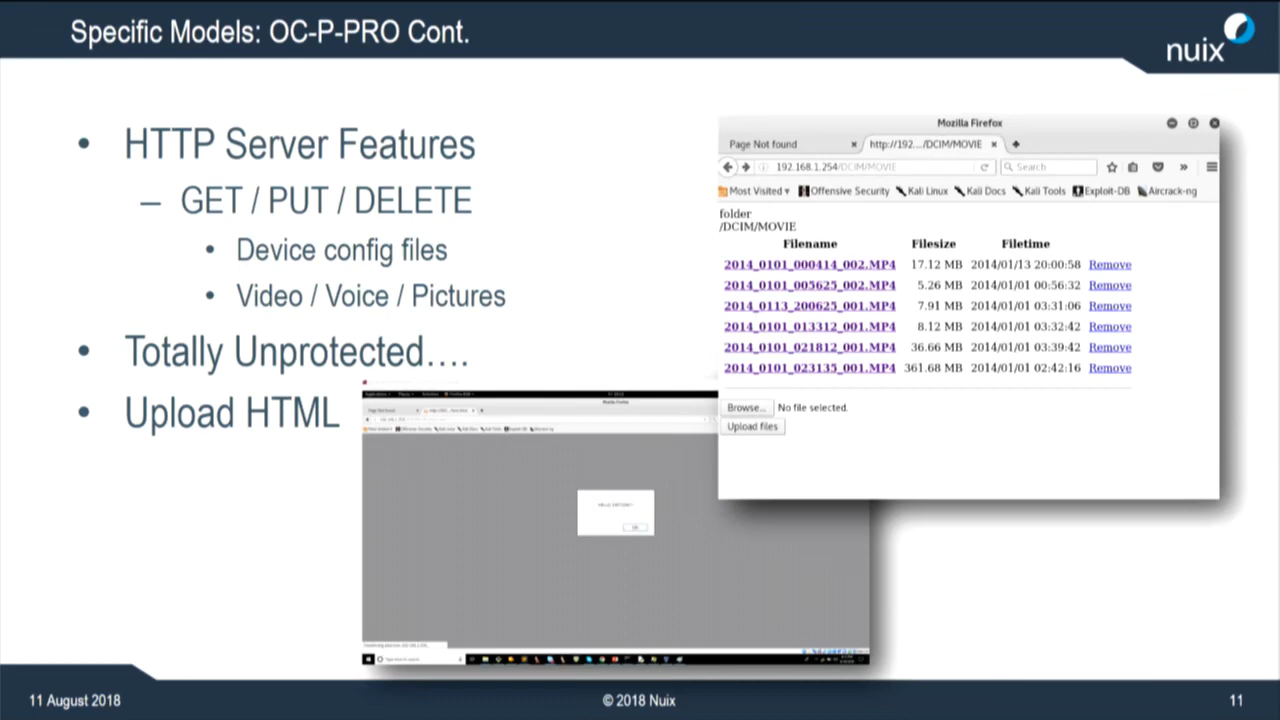 Specific Models: OC-P-PRO Cont.
nuix
• HTTP Server Features
– GET / PUT / DELETE
• Device config files
• Video / Voice / Pictures
• Totally Unprotected….
• Upload HTML
Mozilla Firefox
Page Not found
http://192.../DCIM/MOVIE
192.168.1.254/DCIM/MOVIE
Search
Most Visited
Offensive Security
Kali Linux
Kali Docs
Kali Tools
Exploit-DB
Aircrack-ng
folder
/DCIM/MOVIE
Filename Filesize Filetime
2014_0101_000414_002.MP4 17.12 MB 2014/01/13 20:00:58 Remove
2014_0101_005625_002.MP4 5.26 MB 2014/01/01 00:56:32 Remove
2014_0113_200625_001.MP4 7.91 MB 2014/01/01 03:31:06 Remove
2014_0101_013312_001.MP4 8.12 MB 2014/01/01 03:32:42 Remove
2014_0101_021812_001.MP4 36.66 MB 2014/01/01 03:39:42 Remove
2014_0101_023135_001.MP4 361.68 MB 2014/01/01 02:42:16 Remove
Browse... No file selected.
Upload files
11 August 2018
© 2018 Nuix
11